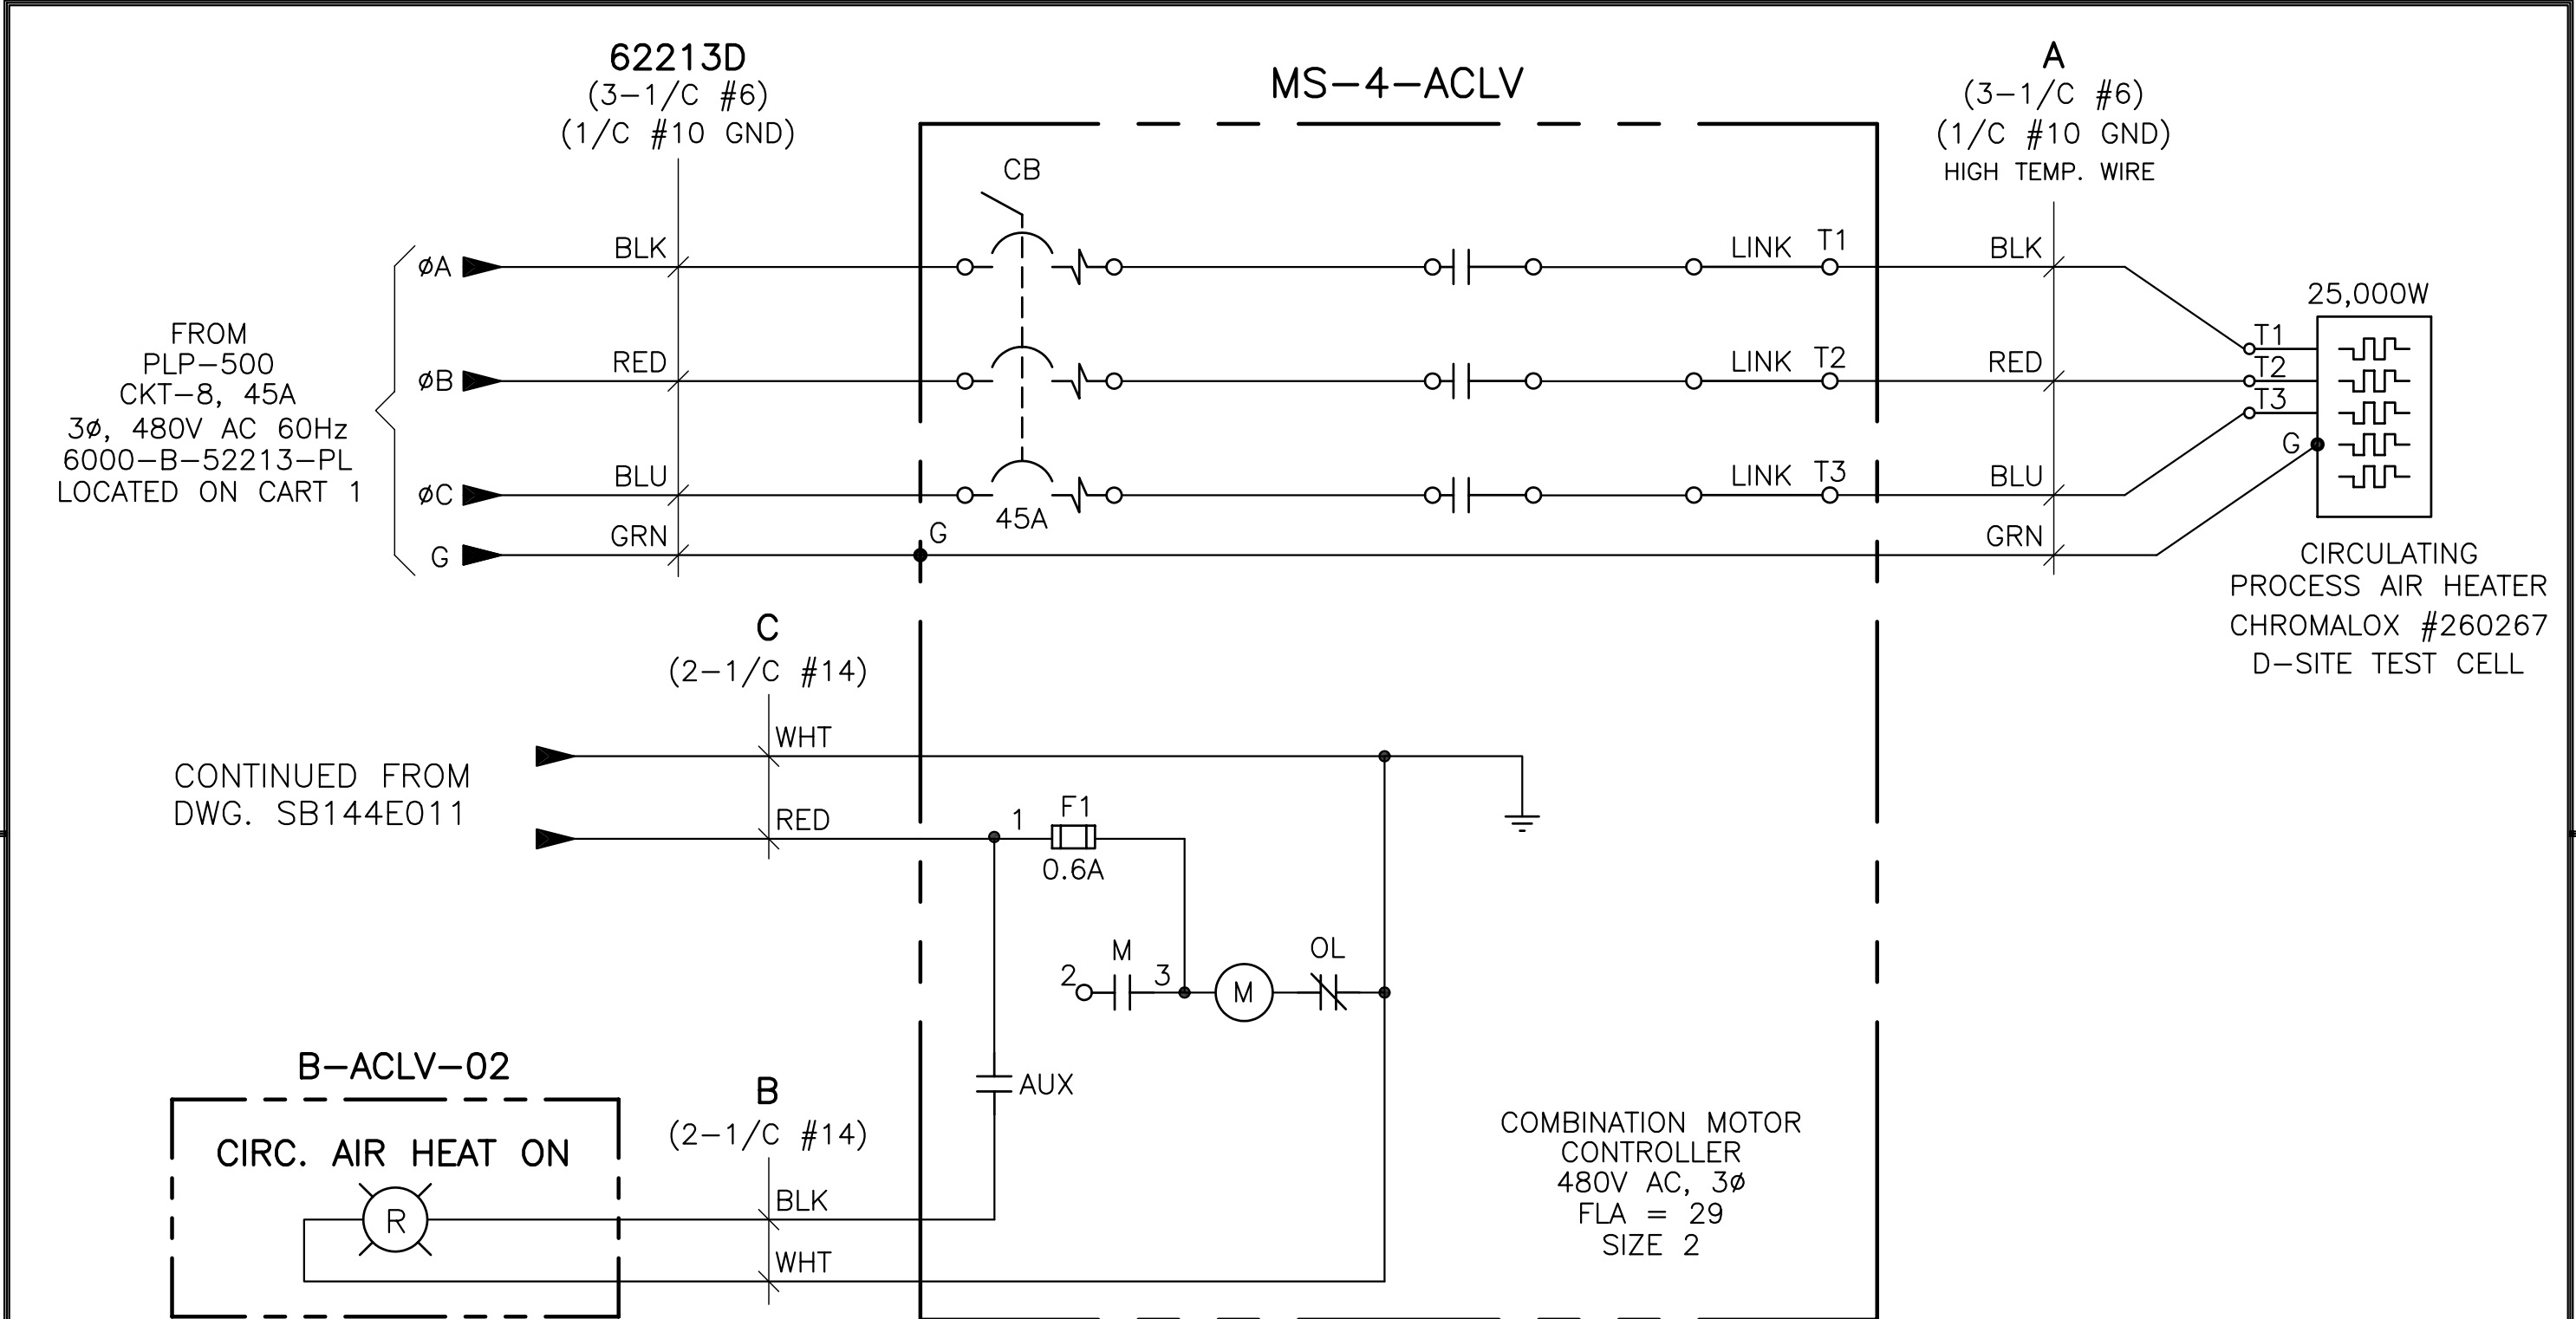 62213D
(3-1/C #6)
(1/C #10 GND)
MS-4-ACLV
A
(3-1/C #6)
(1/C #10 GND)
HIGH TEMP. WIRE
CB
FROM
PLP-500
CKT-8, 45A
3ø, 480V AC 60Hz
6000-B-52213-PL
LOCATED ON CART 1
øA
BLK
LINK T1
BLK
øB
RED
LINK T2
RED
øC
BLU
45A
LINK T3
BLU
G
GRN
G
GRN
25,000W
T1
T2
T3
G
CIRCULATING
PROCESS AIR HEATER
CHROMALOX #260267
D-SITE TEST CELL
C
(2-1/C #14)
CONTINUED FROM
DWG. SB144E011
WHT
RED
1
F1
0.6A
2
M
3
M
OL
AUX
B-ACLV-02
CIRC. AIR HEAT ON
R
B
(2-1/C #14)
BLK
WHT
COMBINATION MOTOR
CONTROLLER
480V AC, 3ø
FLA = 29
SIZE 2